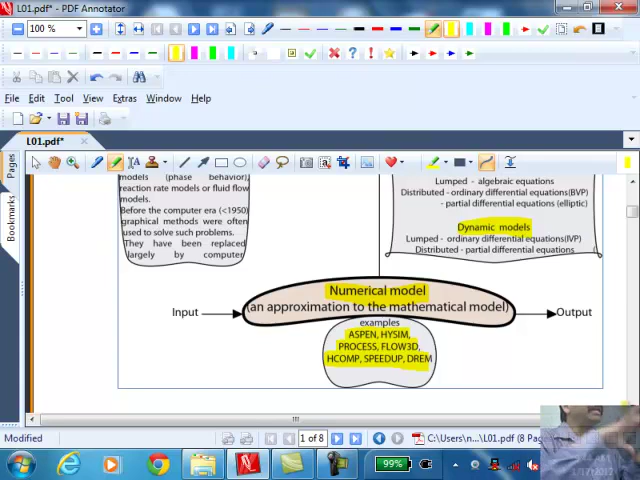 L01.pdf* - PDF Annotator
100 %
File Edit Tool View Extras Window Help
L01.pdf*
Pages
Bookmarks
models (phase behavior),
reaction rate models or fluid flow
models.
Before the computer era (<1950)
graphical methods were often
used to solve such problems.
They have been replaced
largely by computer
Lumped - algebraic equations
Distributed - ordinary differential equations(BVP)
- partial differential equations (elliptic)
Dynamic models
Lumped - ordinary differential equations(IVP)
Distributed - partial differential equations (
Input
Numerical model
(an approximation to the mathematical model)
Output
examples
ASPEN, HYSIM,
PROCESS, FLOW3D,
HCOMP, SPEEDUP, DREM
Modified
1 of 8
C:\Users\n...\L01.pdf (8 Pag
99%